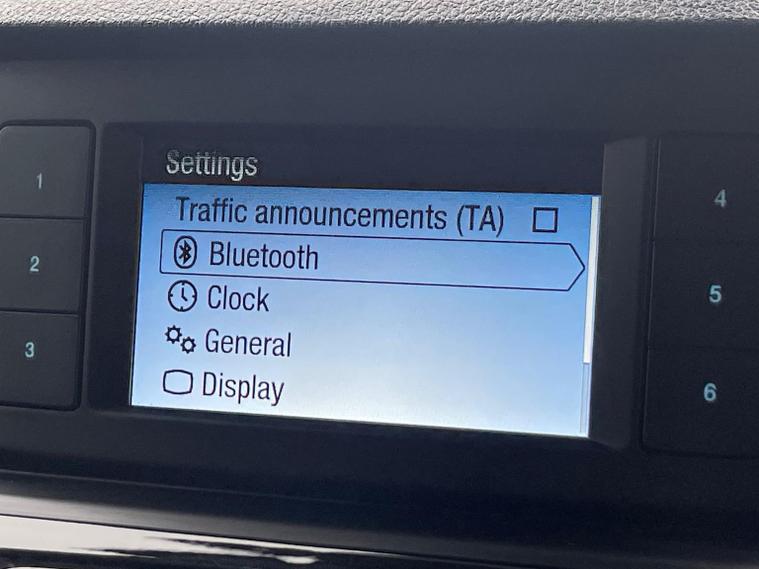 Settings
Traffic announcements (TA)
Bluetooth
Clock
General
Display
1
2
3
4
5
6